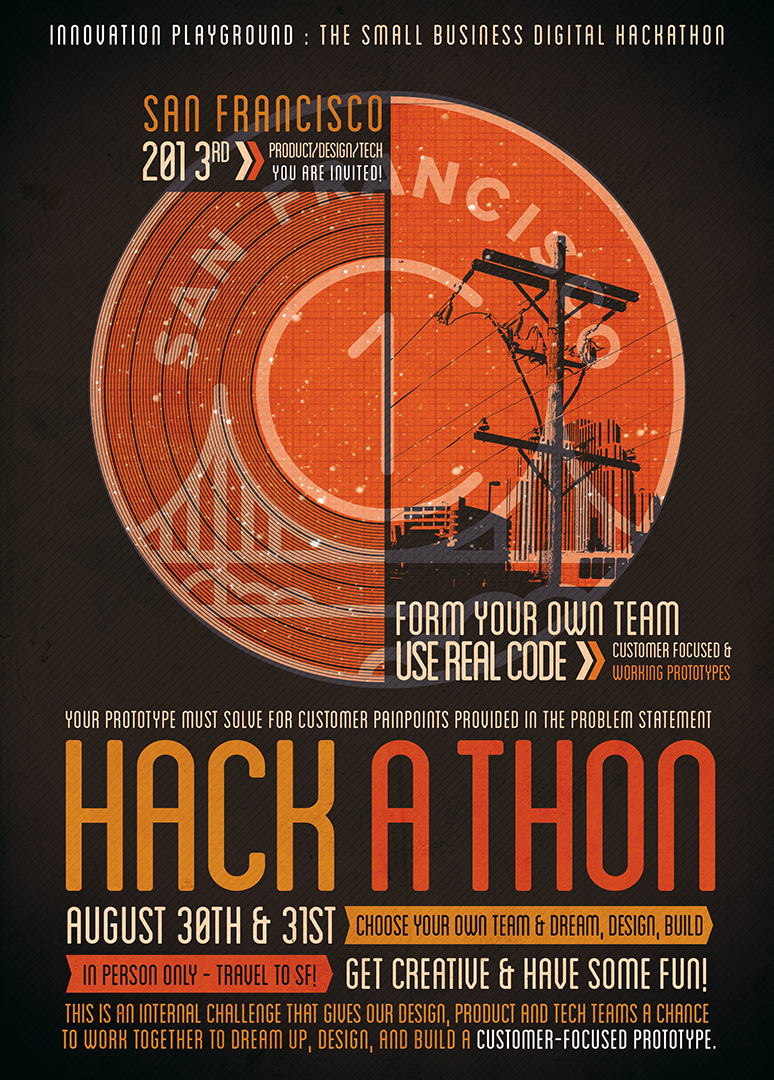 INNOVATION PLAYGROUND : THE SMALL BUSINESS DIGITAL HACKATHON
SAN FRANCISCO
2013RD PRODUCT/DESIGN/TECH
YOU ARE INVITED!
SAN FRANCISCO
1
FORM YOUR OWN TEAM
USE REAL CODE CUSTOMER FOCUSED &
WORKING PROTOTYPES
YOUR PROTOTYPE MUST SOLVE FOR CUSTOMER PAINPOINTS PROVIDED IN THE PROBLEM STATEMENT
HACK A THON
AUGUST 30TH & 31ST CHOOSE YOUR OWN TEAM & DREAM, DESIGN, BUILD
IN PERSON ONLY - TRAVEL TO SF! GET CREATIVE & HAVE SOME FUN!
THIS IS AN INTERNAL CHALLENGE THAT GIVES OUR DESIGN, PRODUCT AND TECH TEAMS A CHANCE
TO WORK TOGETHER TO DREAM UP, DESIGN, AND BUILD A CUSTOMER-FOCUSED PROTOTYPE.